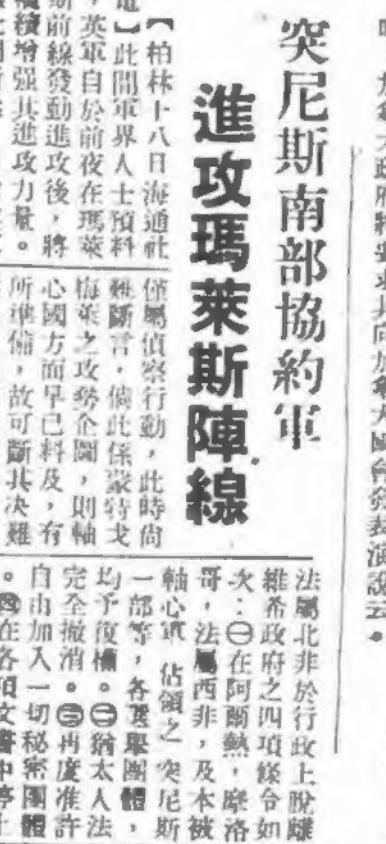 突尼斯南部協約軍
進攻瑪萊斯陣線
【柏林十八日海通社
電】此間軍界人士預料
,英軍自於前夜在瑪萊
斯前線發動進攻後,將
繼續增强其進攻力量。
僅屬偵察行動,此時尚
難斷言,倘此係蒙特戈
梅萊之攻勢企圖,則軸
心國方面早已料及,有
所準備,故可斷其決難
法屬北非於行政上脫離
維希政府之四項條令如
次:㊀在阿爾熱,摩洛
哥,法屬西非,及本被
軸心軍 佔領之 突尼斯
一部等,各選舉團體,
均予復權。㊁猶太人法
完全撤消。㊂再度准許
自由加入一切秘密團體
。㊃在各項文書中停止